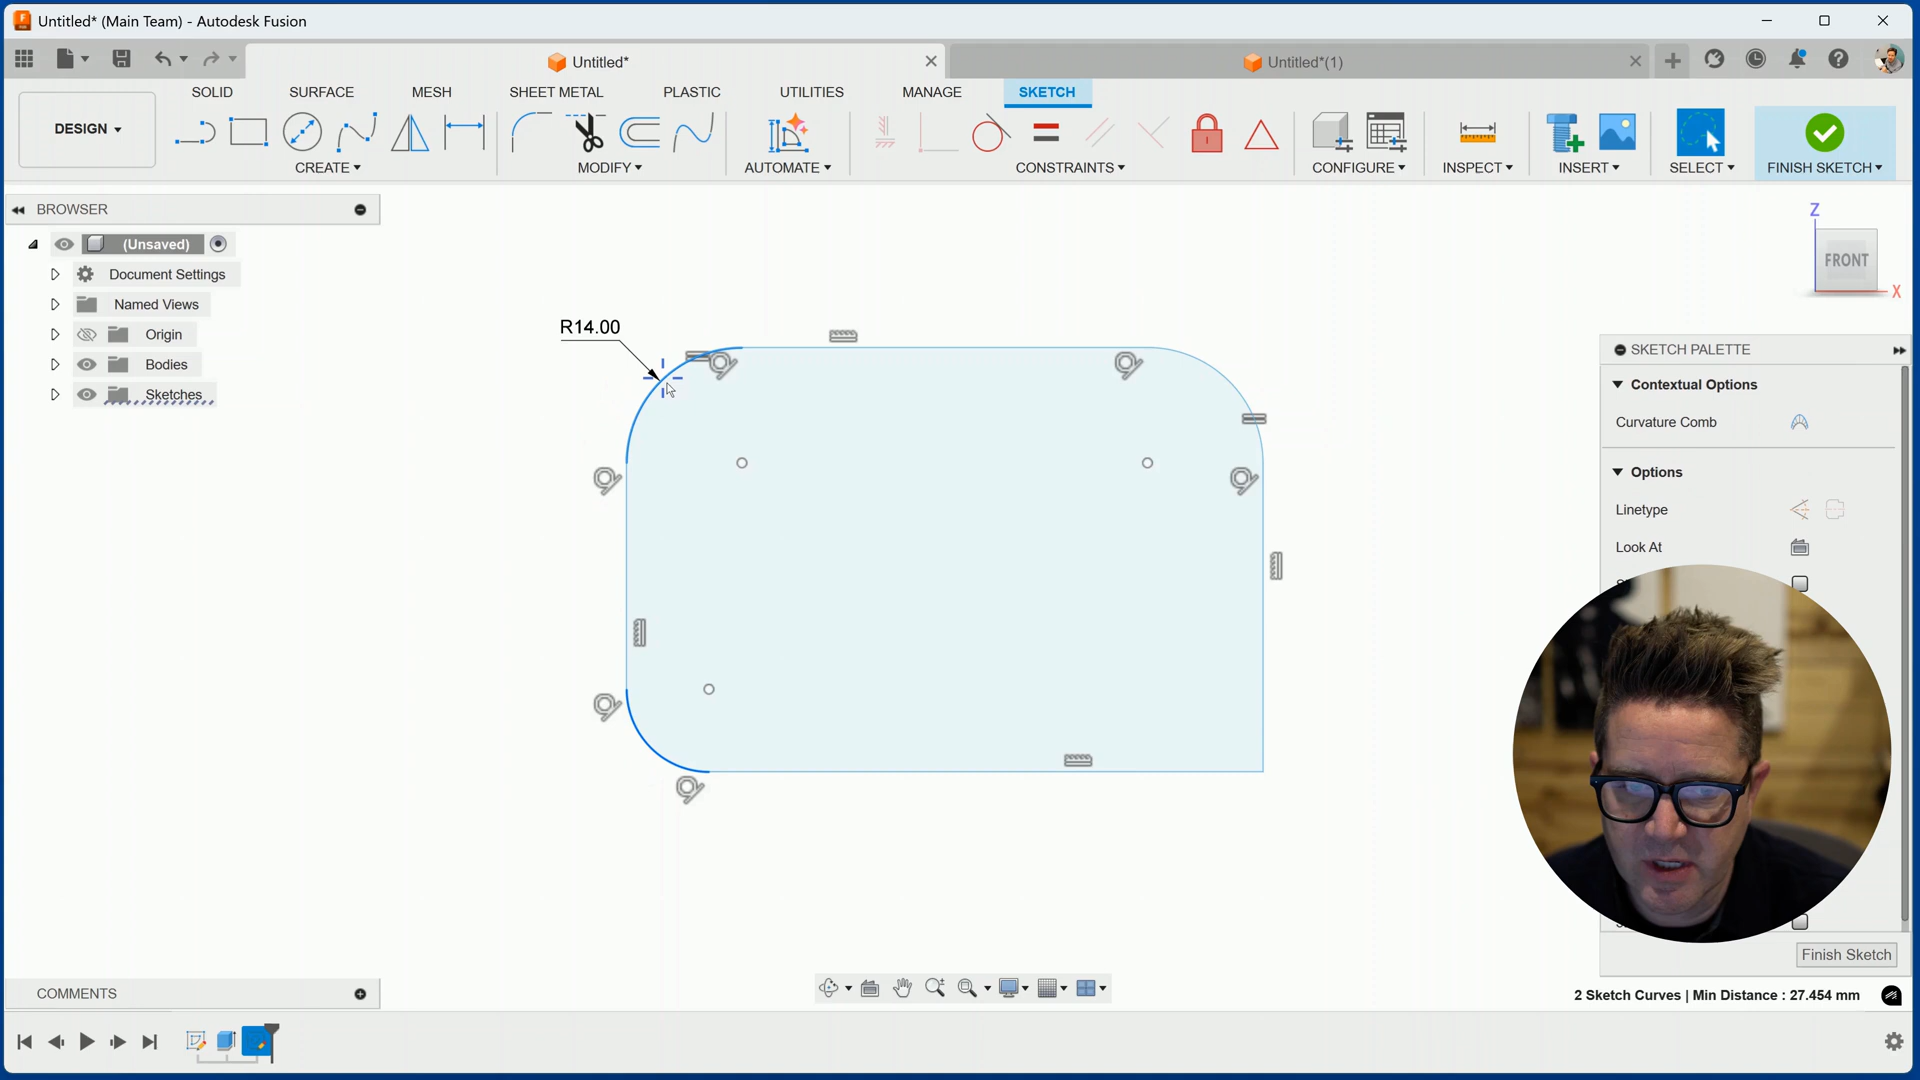 Untitled* (Main Team) - Autodesk Fusion
Untitled*
Untitled*(1)
SOLID
SURFACE
MESH
SHEET METAL
PLASTIC
UTILITIES
MANAGE
SKETCH
DESIGN
CREATE
MODIFY
AUTOMATE
CONSTRAINTS
CONFIGURE
INSPECT
INSERT
SELECT
FINISH SKETCH
BROWSER
(Unsaved)
Document Settings
Named Views
Origin
Bodies
Sketches
R14.00
Z
FRONT
X
SKETCH PALETTE
Contextual Options
Curvature Comb
Options
Linetype
Look At
Finish Sketch
COMMENTS
2 Sketch Curves | Min Distance : 27.454 mm